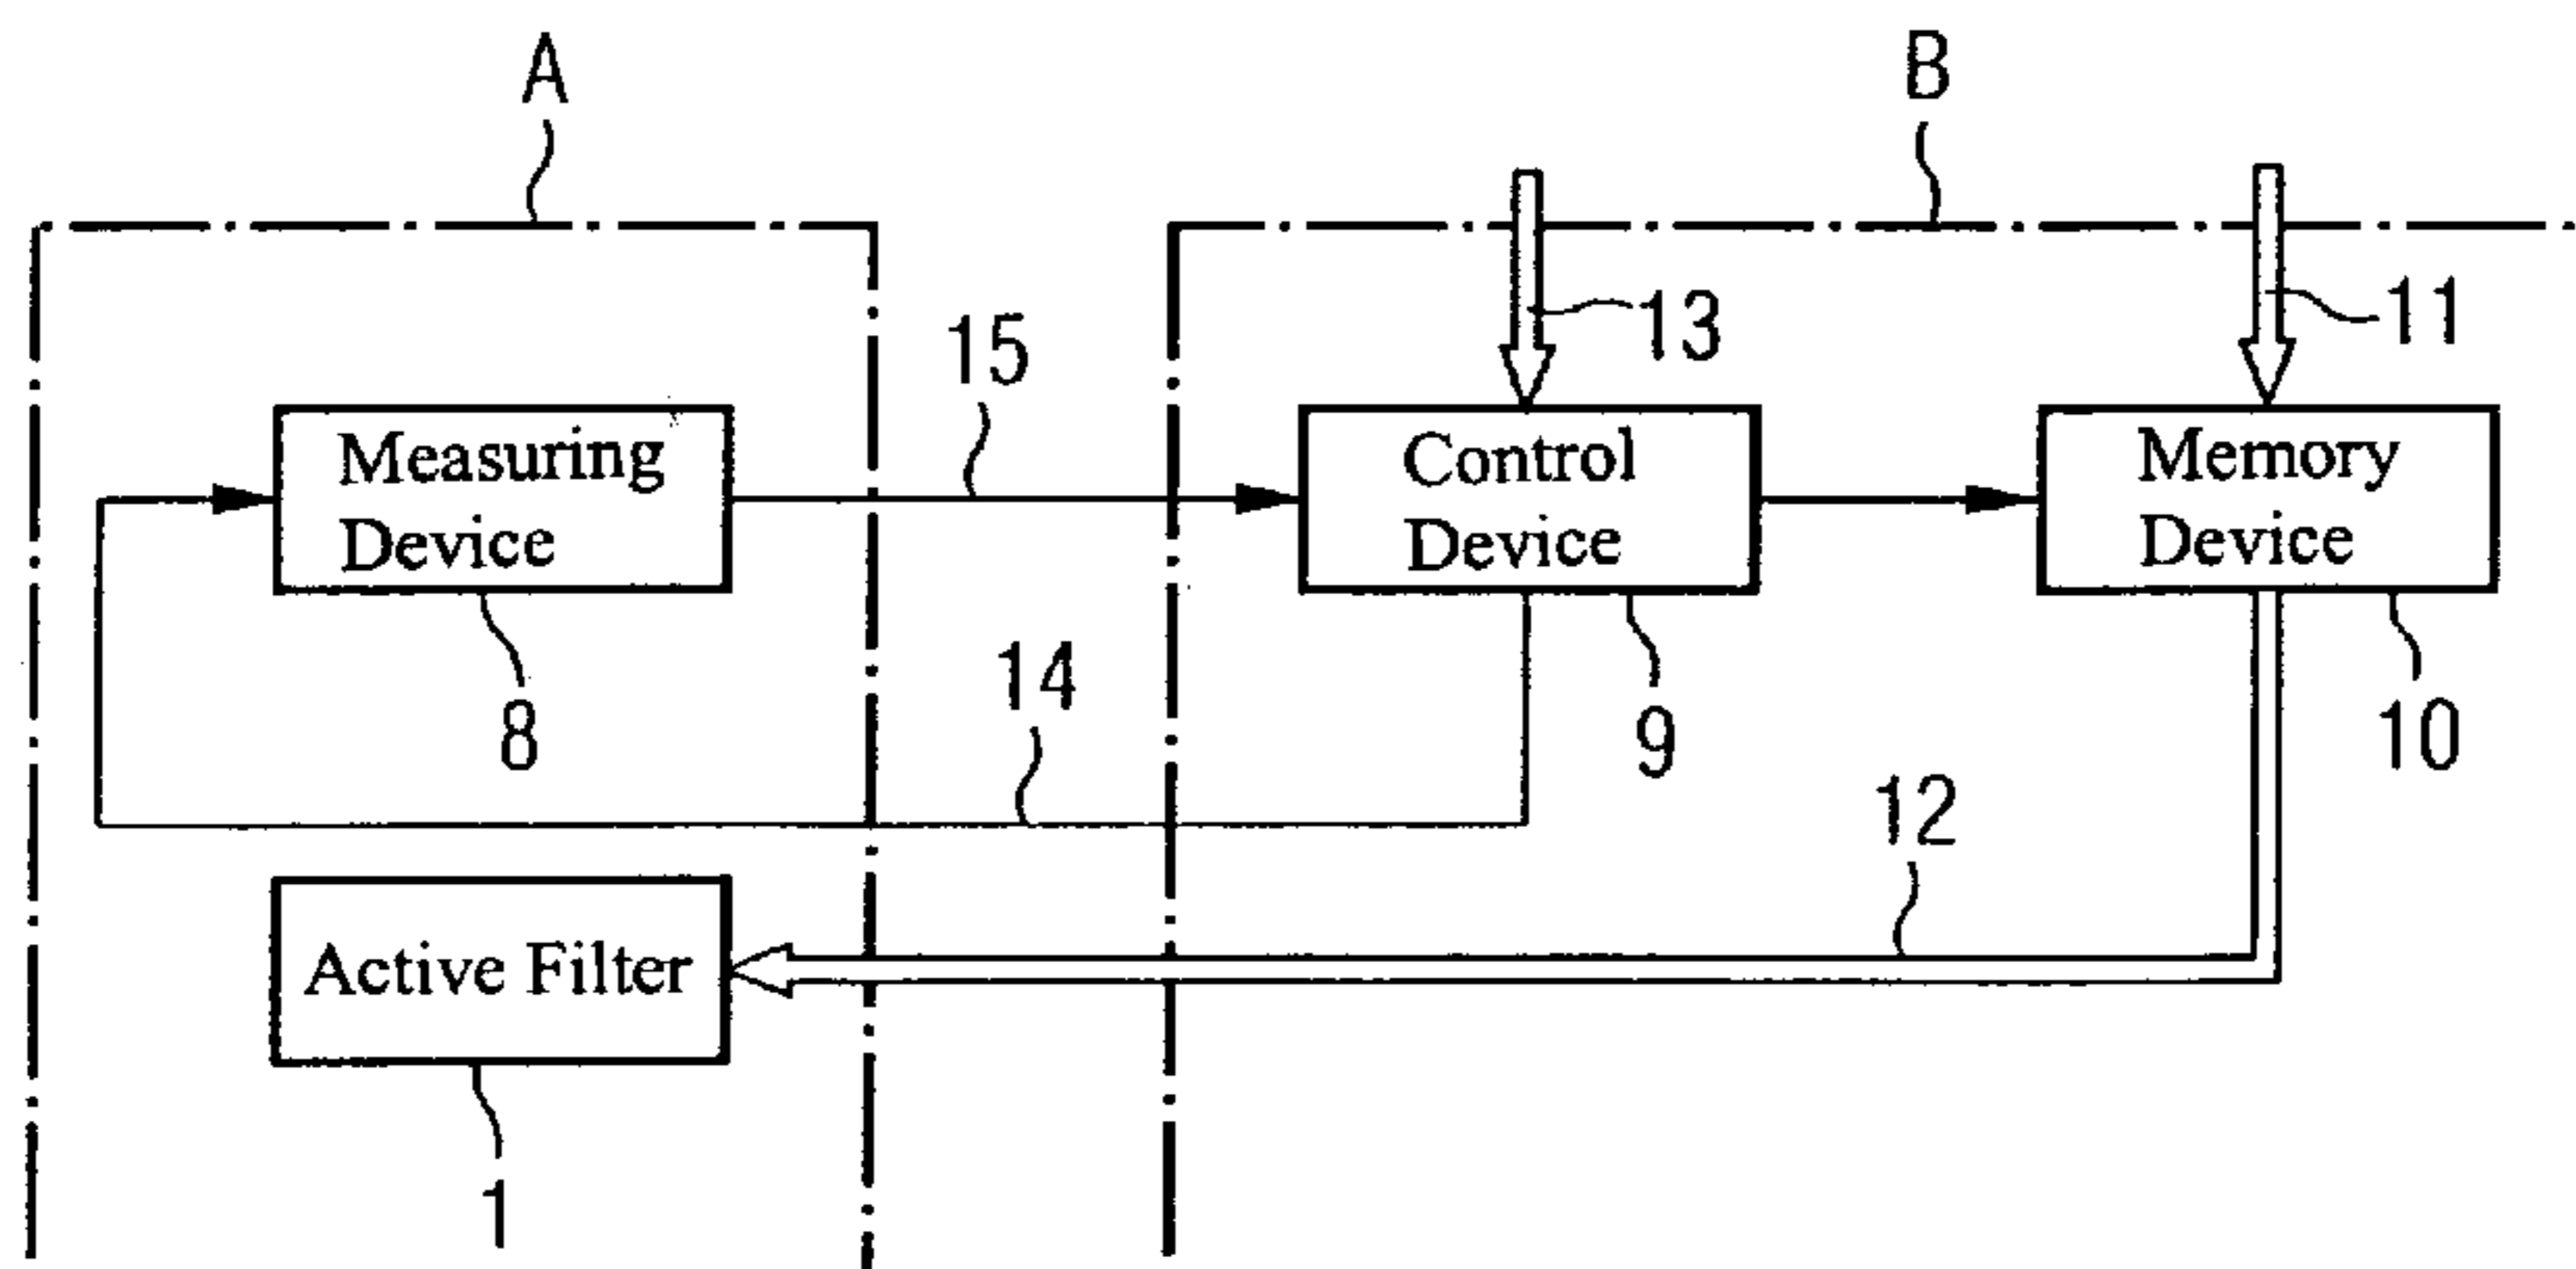 A
B
13
11
15
Measuring
Device
Control
Device
Memory
Device
14
8
9
10
12
Active Filter
1